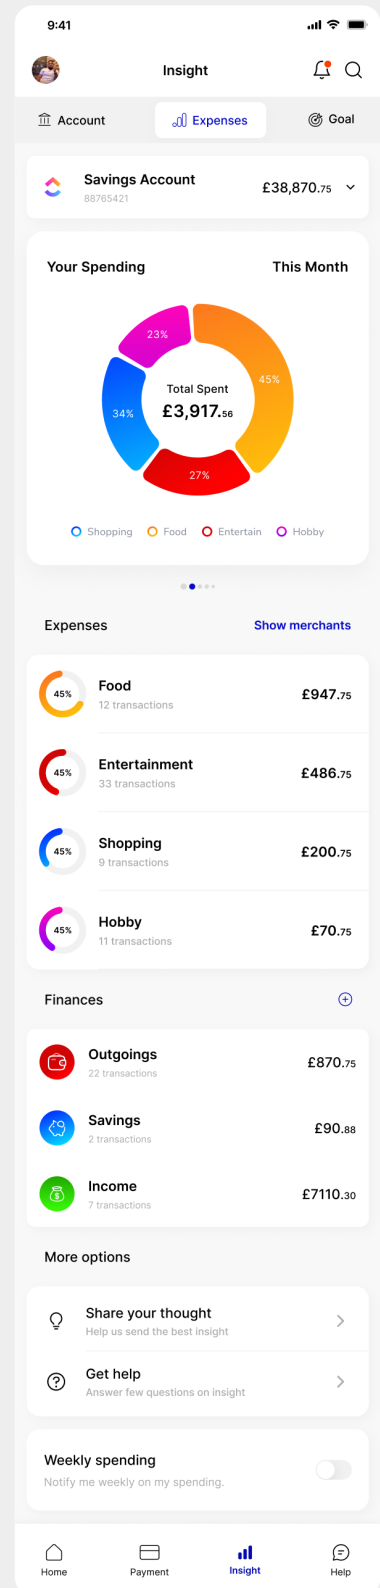 9:41
Insight
Account
Expenses
Goal
Savings Account
£38,870.75
88765421
Your Spending
This Month
23%
45%
34%
27%
Total Spent
£3,917.56
Shopping
Food
Entertain
Hobby
Expenses
Show merchants
45%
Food
12 transactions
£947.75
45%
Entertainment
33 transactions
£486.75
45%
Shopping
9 transactions
£200.75
45%
Hobby
11 transactions
£70.75
Finances
Outgoings
22 transactions
£870.75
Savings
2 transactions
£90.88
Income
7 transactions
£7110.30
More options
Share your thought
Help us send the best insight
Get help
Answer few questions on insight
Weekly spending
Notify me weekly on my spending.
Home
Payment
Insight
Help